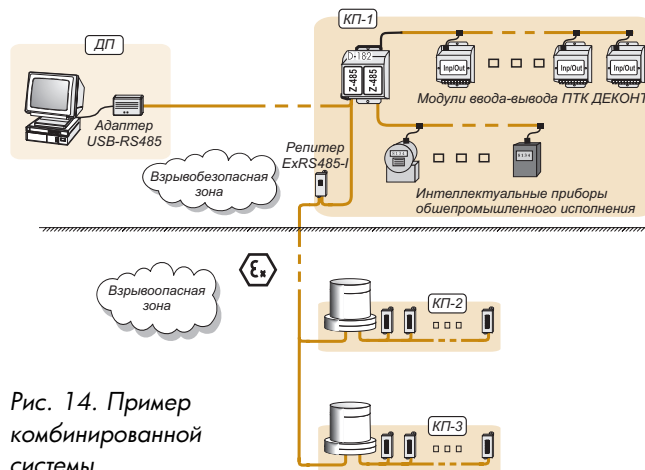 ДП
КП-1
D·182
Z-485
Z-485
Inp/Out
Inp/Out
Inp/Out
Модули ввода-вывода ПТК ДЕКОНТ
Адаптер
USB-RS485
Репитер
ExRS485-I
Взрывобезопасная
зона
Интеллектуальные приборы
обшепромышленного исполнения
Ex
Взрывоопасная
зона
КП-2
КП-3
Рис. 14. Пример
комбинированной
системы